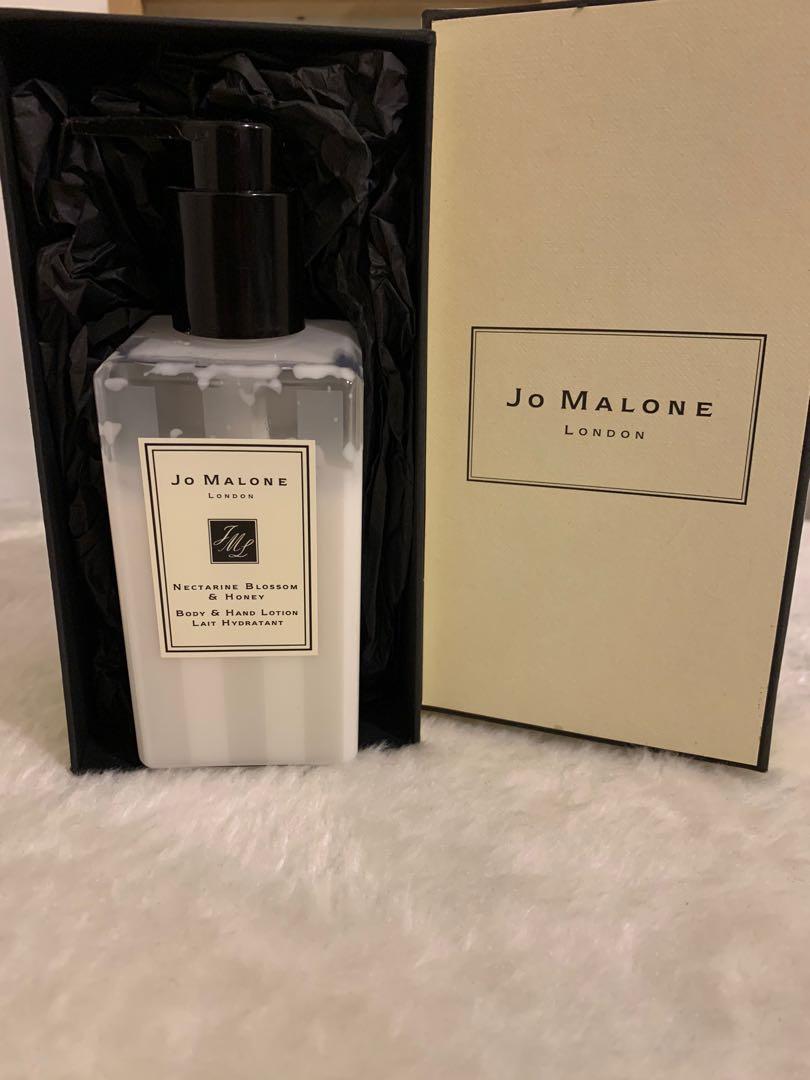 Jo Malone
London
JML
Nectarine Blossom
& Honey
Body & Hand Lotion
Lait Hydratant
Jo Malone
London